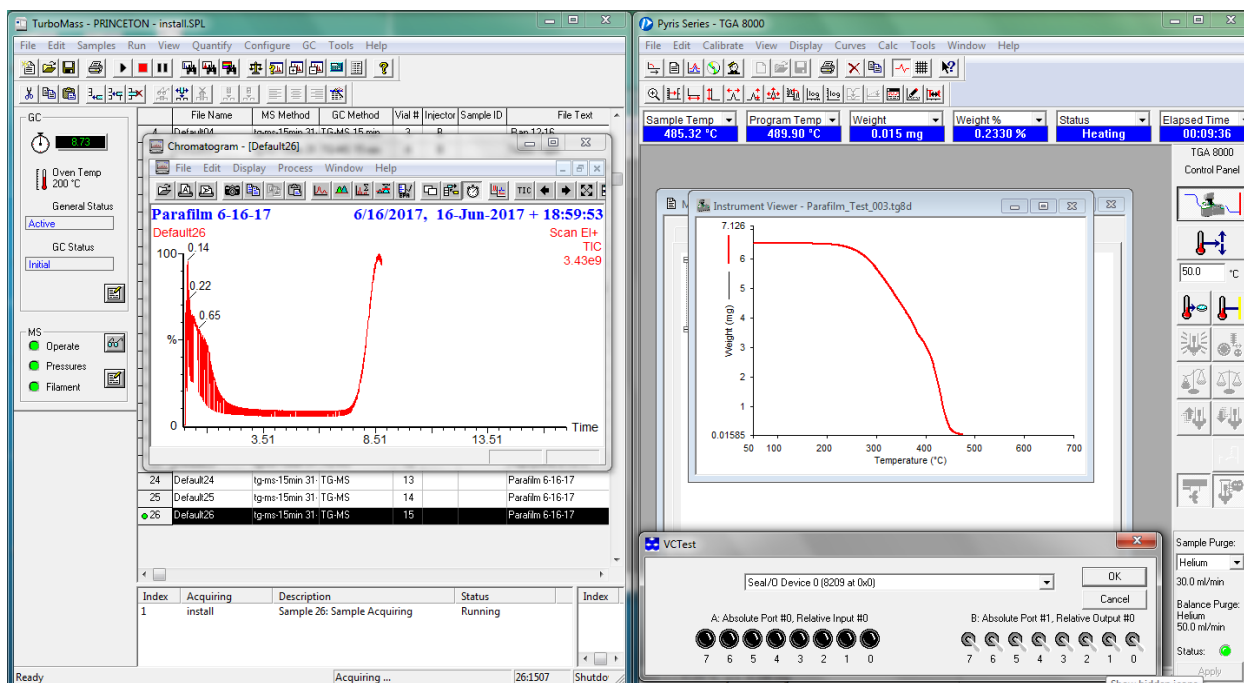 TurboMass - PRINCETON - install.SPL
File Edit Samples Run View Quantify Configure GC Tools Help
GC
8.73
Oven Temp
200 °C
General Status
Active
GC Status
Initial
MS
Operate
Pressures
Filament
File Name MS Method GC Method Vial # Injector Sample ID File Text
Chromatogram - [Default26]
File Edit Display Process Window Help
TIC
Parafilm 6-16-17 6/16/2017, 16-Jun-2017 + 18:59:53
Default26 Scan EI+
TIC
3.43e9
100
0.14
0.22
0.65
%
0
Time
3.51 8.51 13.51
24 Default24 tg-ms-15min 31- TG-MS 13 Parafilm 6-16-17
25 Default25 tg-ms-15min 31- TG-MS 14 Parafilm 6-16-17
26 Default26 tg-ms-15min 31- TG-MS 15 Parafilm 6-16-17
Index Acquiring Description Status Index
1 install Sample 26: Sample Acquiring Running
Ready Acquiring ... 26:1507 Shutdo
Pyris Series - TGA 8000
File Edit Calibrate View Display Curves Calc Tools Window Help
Sample Temp Program Temp Weight Weight % Status Elapsed Time
485.32 °C 489.98 °C 0.015 mg 0.2330 % Heating 00:09:36
TGA 8000
Control Panel
50.0 °C
Instrument Viewer - Parafilm_Test_003.tg8d
7.126
6
5
4
3
2
1
0.01585
Weight (mg)
50 100 200 300 400 500 600 700
Temperature (°C)
VCTest
SeaI/O Device 0 (8209 at 0x0)
OK
Cancel
A: Absolute Port #0, Relative Input #0
7 6 5 4 3 2 1 0
B: Absolute Port #1, Relative Output #0
7 6 5 4 3 2 1 0
Sample Purge:
Helium
30.0 ml/min
Balance Purge:
Helium
50.0 ml/min
Status:
Apply